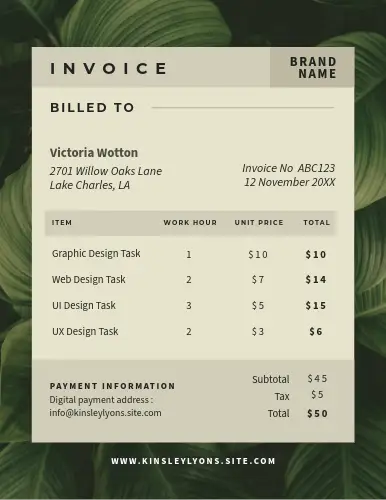 INVOICE
BRAND
NAME
BILLED TO
Victoria Wotton
2701 Willow Oaks Lane
Lake Charles, LA
Invoice No ABC123
12 November 20XX
ITEM WORK HOUR UNIT PRICE TOTAL
Graphic Design Task 1 $10 $10
Web Design Task 2 $7 $14
UI Design Task 3 $5 $15
UX Design Task 2 $3 $6
PAYMENT INFORMATION
Digital payment address :
info@kinsleylyons.site.com
Subtotal $45
Tax $5
Total $50
WWW.KINSLEYLYONS.SITE.COM